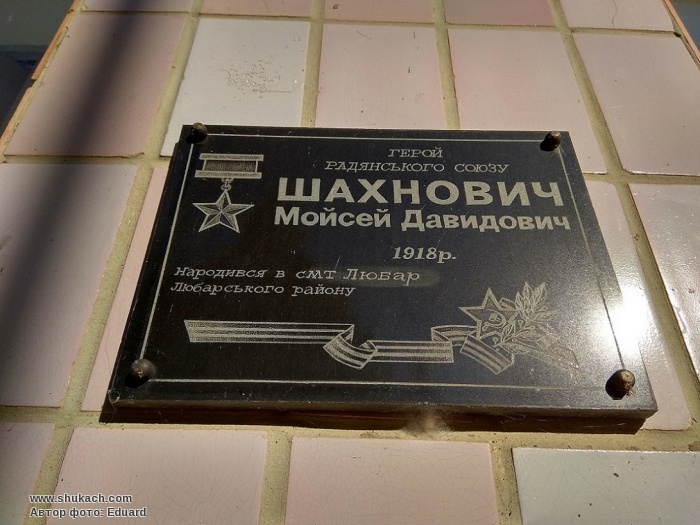 ГЕРОЙ
РАДЯНСЬКОГО СОЮЗУ
ШАХНОВИЧ
Мойсей Давидович
1918р.
Народився в смт Любар
Любарського району
www.shukach.com
Автор фото: Eduard